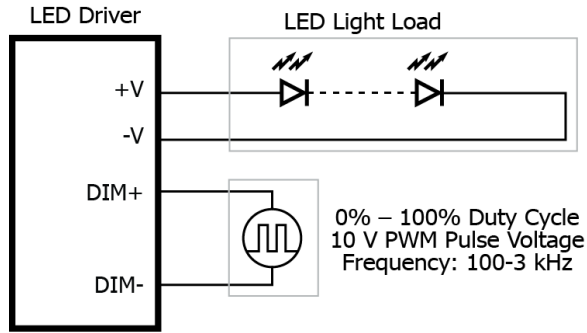 LED Driver
LED Light Load
+V
-V
DIM+
DIM-
0% – 100% Duty Cycle
10 V PWM Pulse Voltage
Frequency: 100-3 kHz